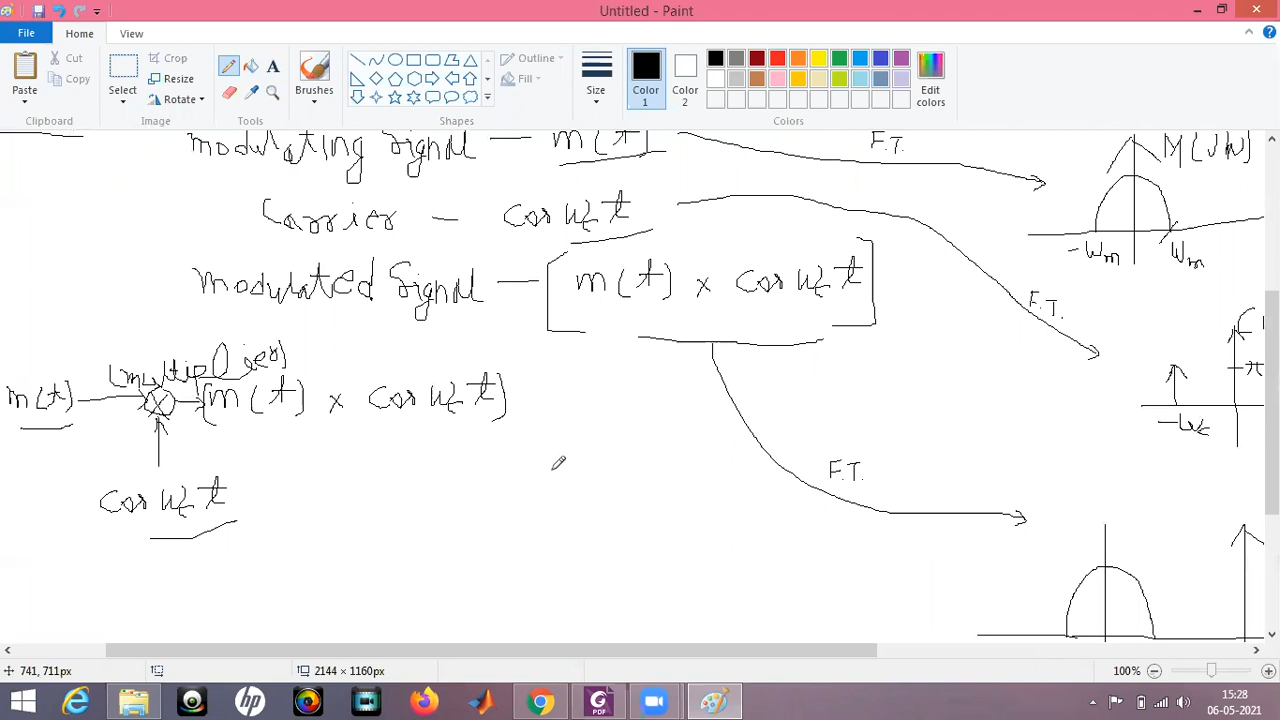 Untitled - Paint
File Home View
Paste
Cut
Copy
Clipboard
Select
Crop
Resize
Rotate
Image
Tools
Brushes
Shapes
Outline
Fill
Size
Color 1
Color 2
Edit colors
Colors
modulating signal — m(t) F.T. M(jw)
-wm wm
Carrier — cos wc t F.T.
modulated signal — [m(t) x cos wc t]
(multiplier)
m(t) X [m(t) x cos wc t]
π
-wc
cos wc t
F.T.
741, 711px
2144 × 1160px
100%
15:28
06-05-2021